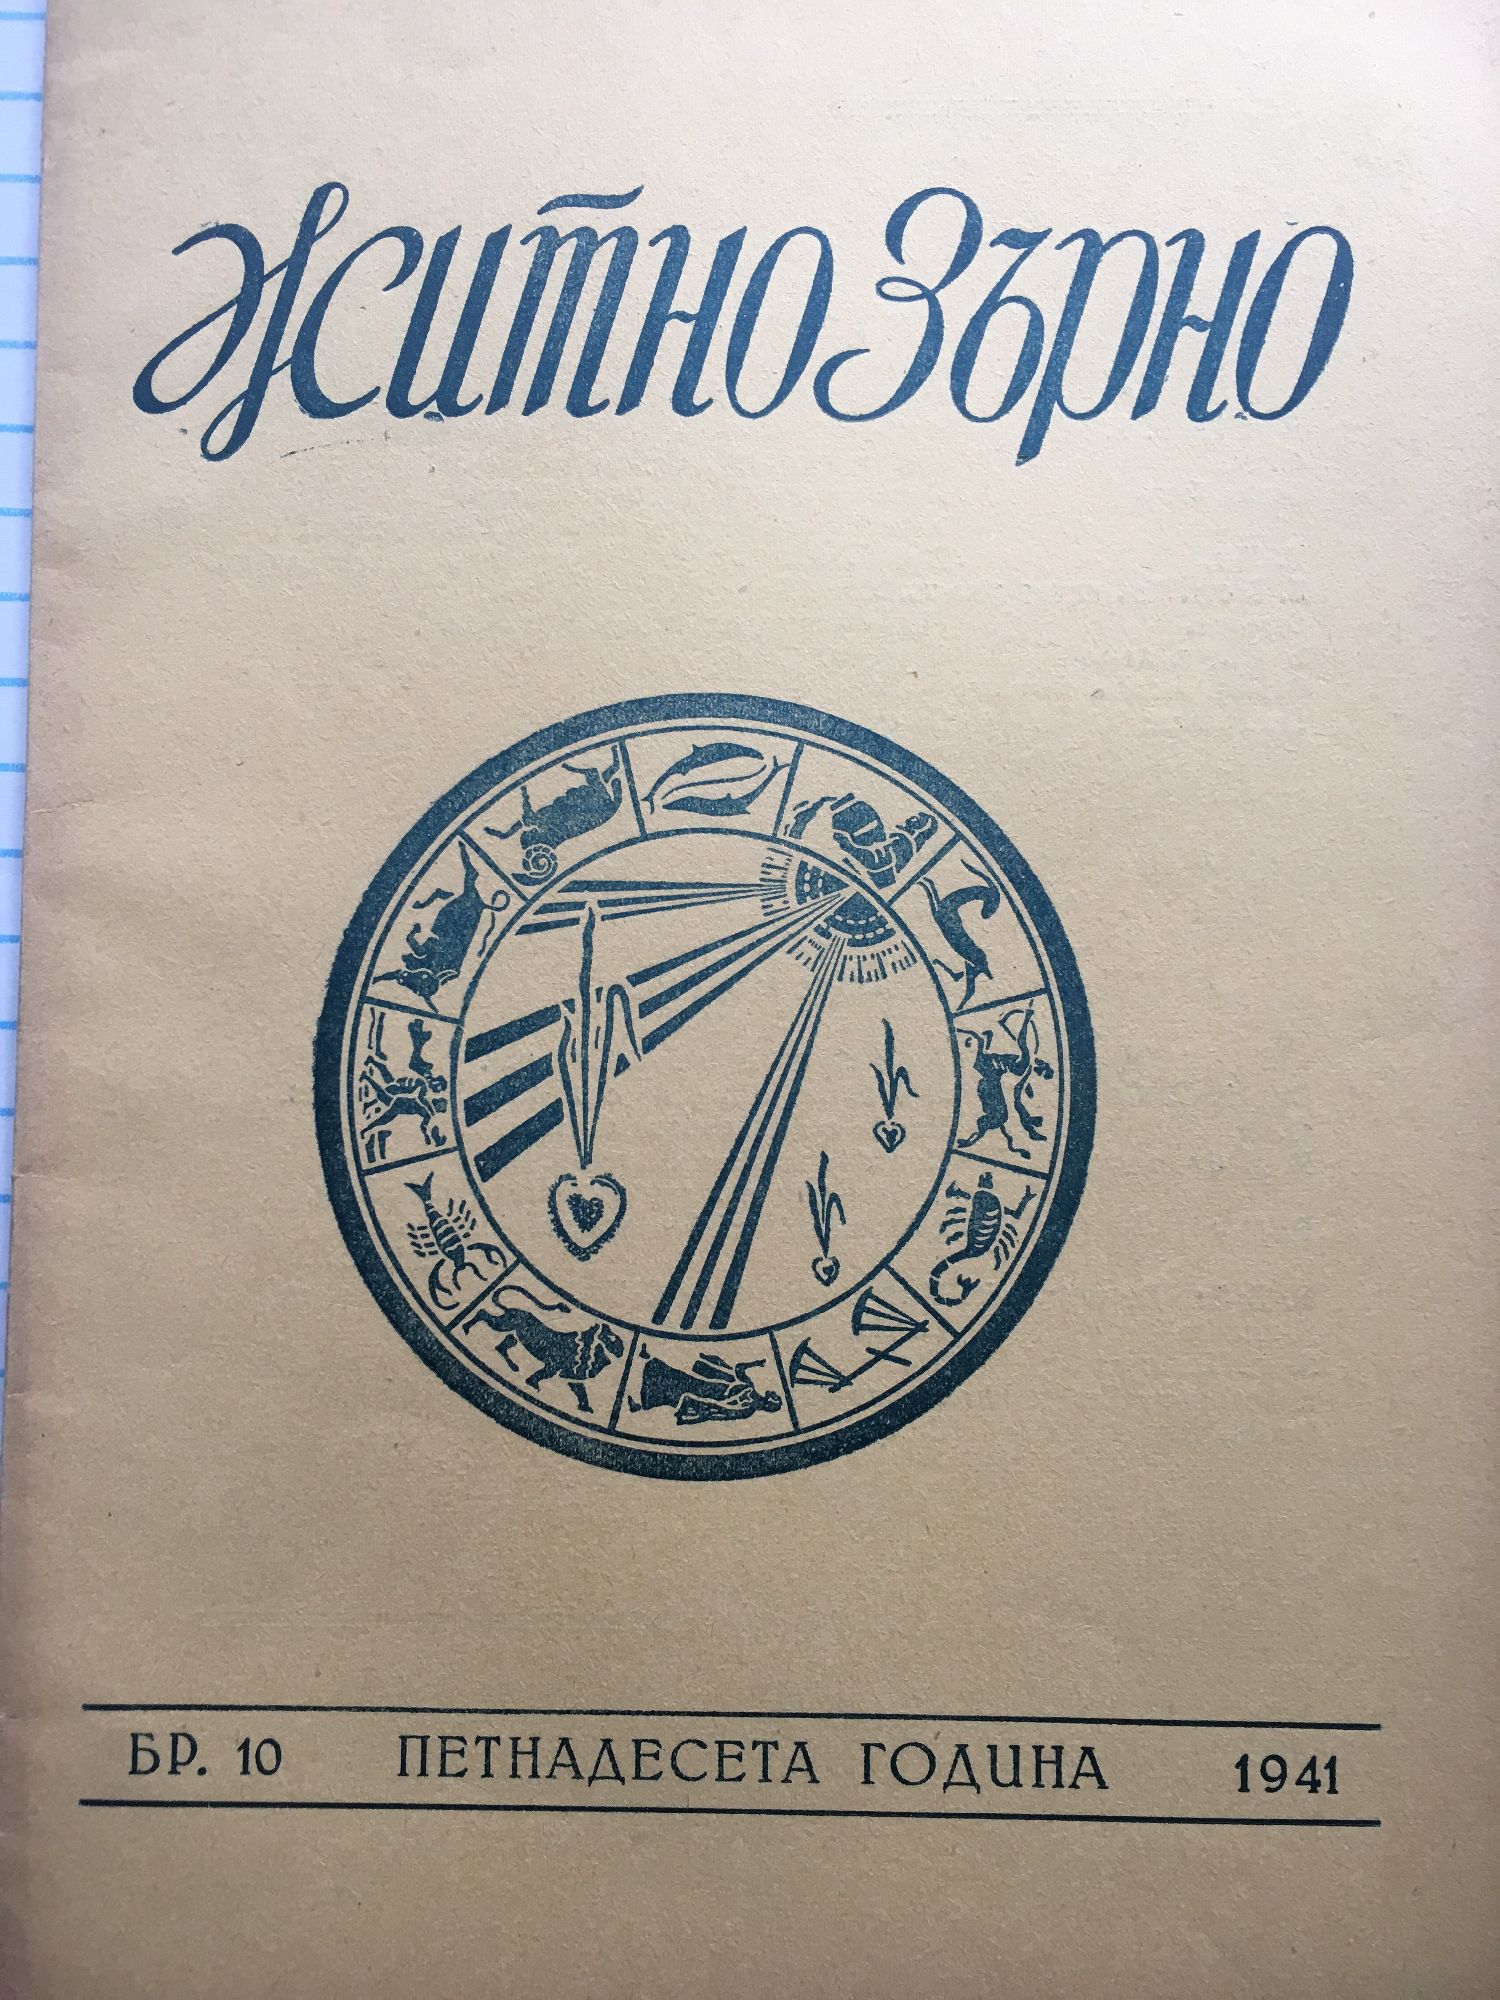 Житно Зърно
БР. 10 ПЕТНАДЕСЕТА ГОДИНА 1941